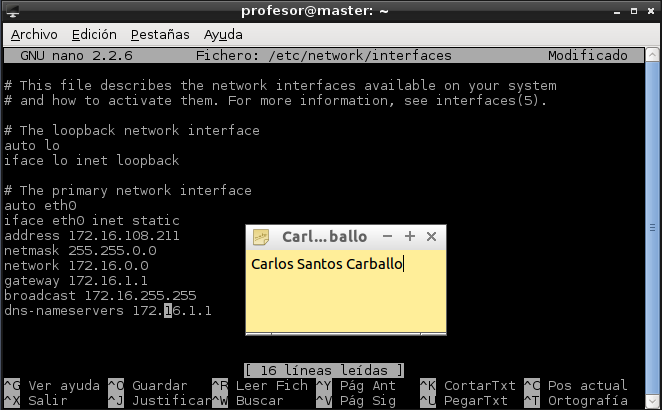 profesor@master: ~
Archivo Edición Pestañas Ayuda
GNU nano 2.2.6 Fichero: /etc/network/interfaces Modificado
# This file describes the network interfaces available on your system
# and how to activate them. For more information, see interfaces(5).
# The loopback network interface
auto lo
iface lo inet loopback
# The primary network interface
auto eth0
iface eth0 inet static
address 172.16.108.211
netmask 255.255.0.0
network 172.16.0.0
gateway 172.16.1.1
broadcast 172.16.255.255
dns-nameservers 172.16.1.1
Carl...ballo
Carlos Santos Carballo
[ 16 líneas leídas ]
^G Ver ayuda ^O Guardar ^R Leer Fich ^Y Pág Ant ^K CortarTxt ^C Pos actual
^X Salir ^J Justificar ^W Buscar ^V Pág Sig ^U PegarTxt ^T Ortografía